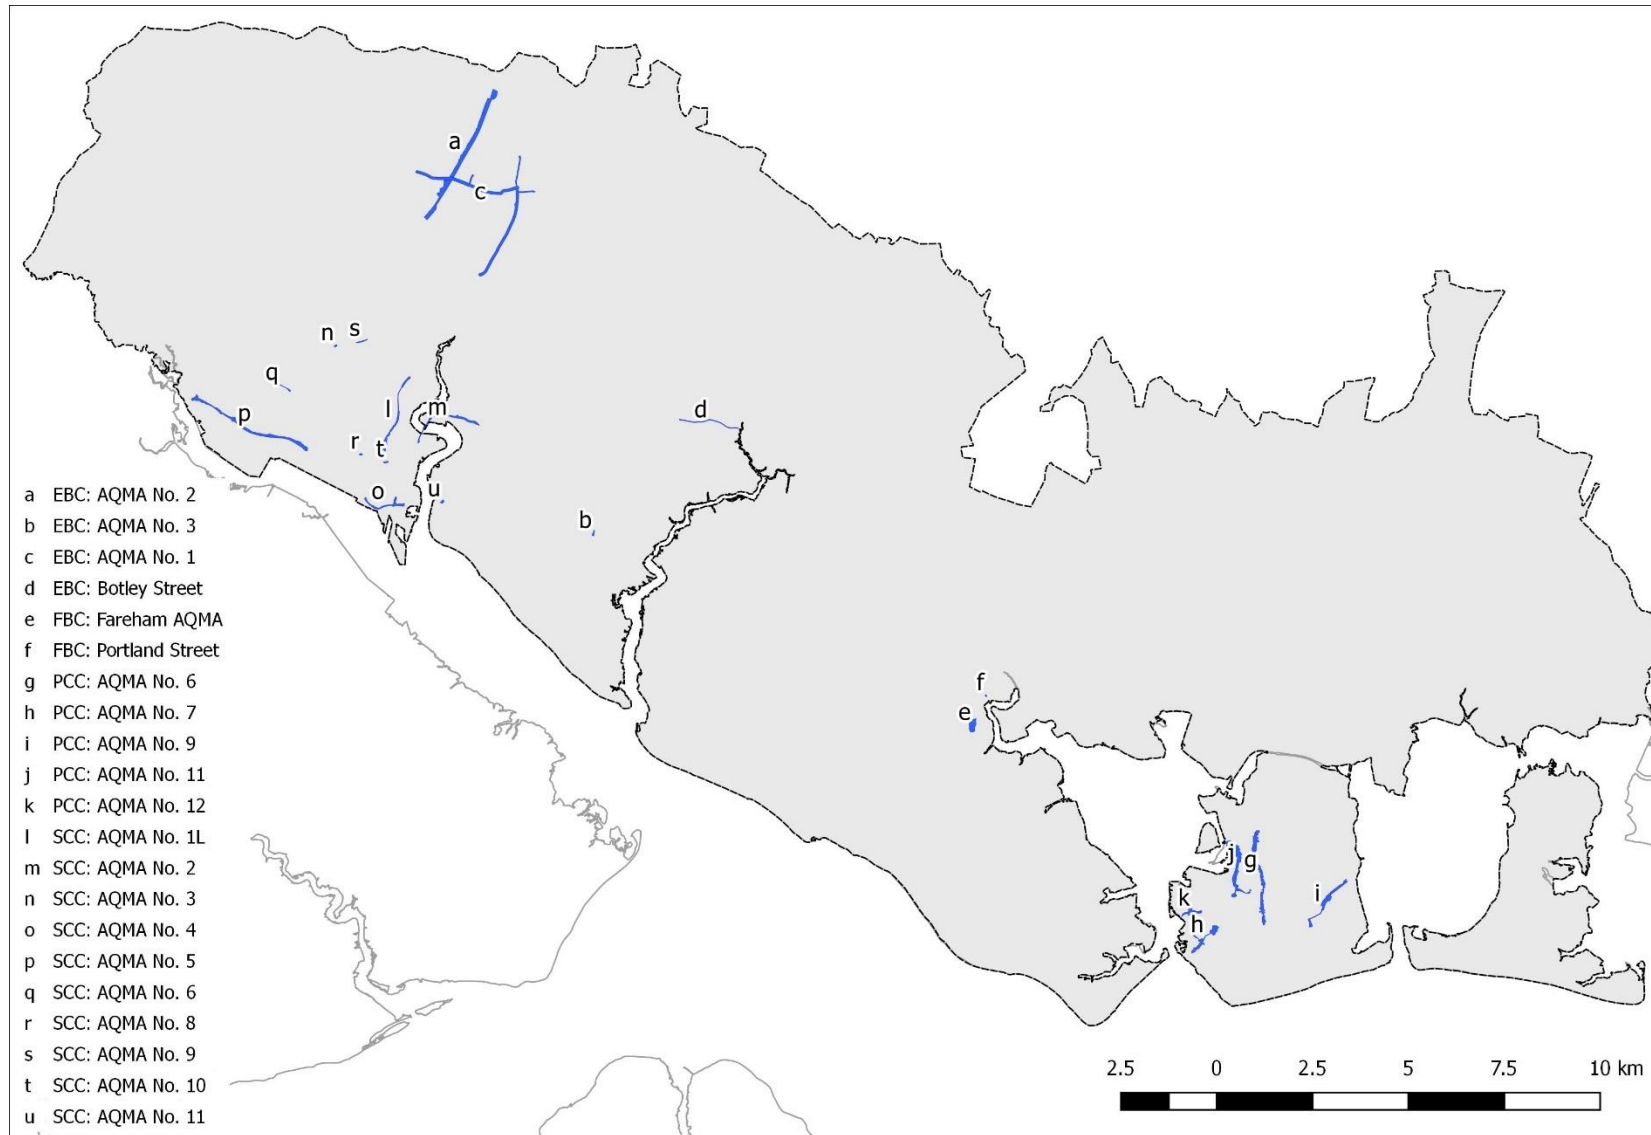 a
c
n
s
q
l
m
d
p
r
t
o
u
b
f
e
j
g
i
k
h
a EBC: AQMA No. 2
b EBC: AQMA No. 3
c EBC: AQMA No. 1
d EBC: Botley Street
e FBC: Fareham AQMA
f FBC: Portland Street
g PCC: AQMA No. 6
h PCC: AQMA No. 7
i PCC: AQMA No. 9
j PCC: AQMA No. 11
k PCC: AQMA No. 12
l SCC: AQMA No. 1L
m SCC: AQMA No. 2
n SCC: AQMA No. 3
o SCC: AQMA No. 4
p SCC: AQMA No. 5
q SCC: AQMA No. 6
r SCC: AQMA No. 8
s SCC: AQMA No. 9
t SCC: AQMA No. 10
u SCC: AQMA No. 11
2.5 0 2.5 5 7.5 10 km